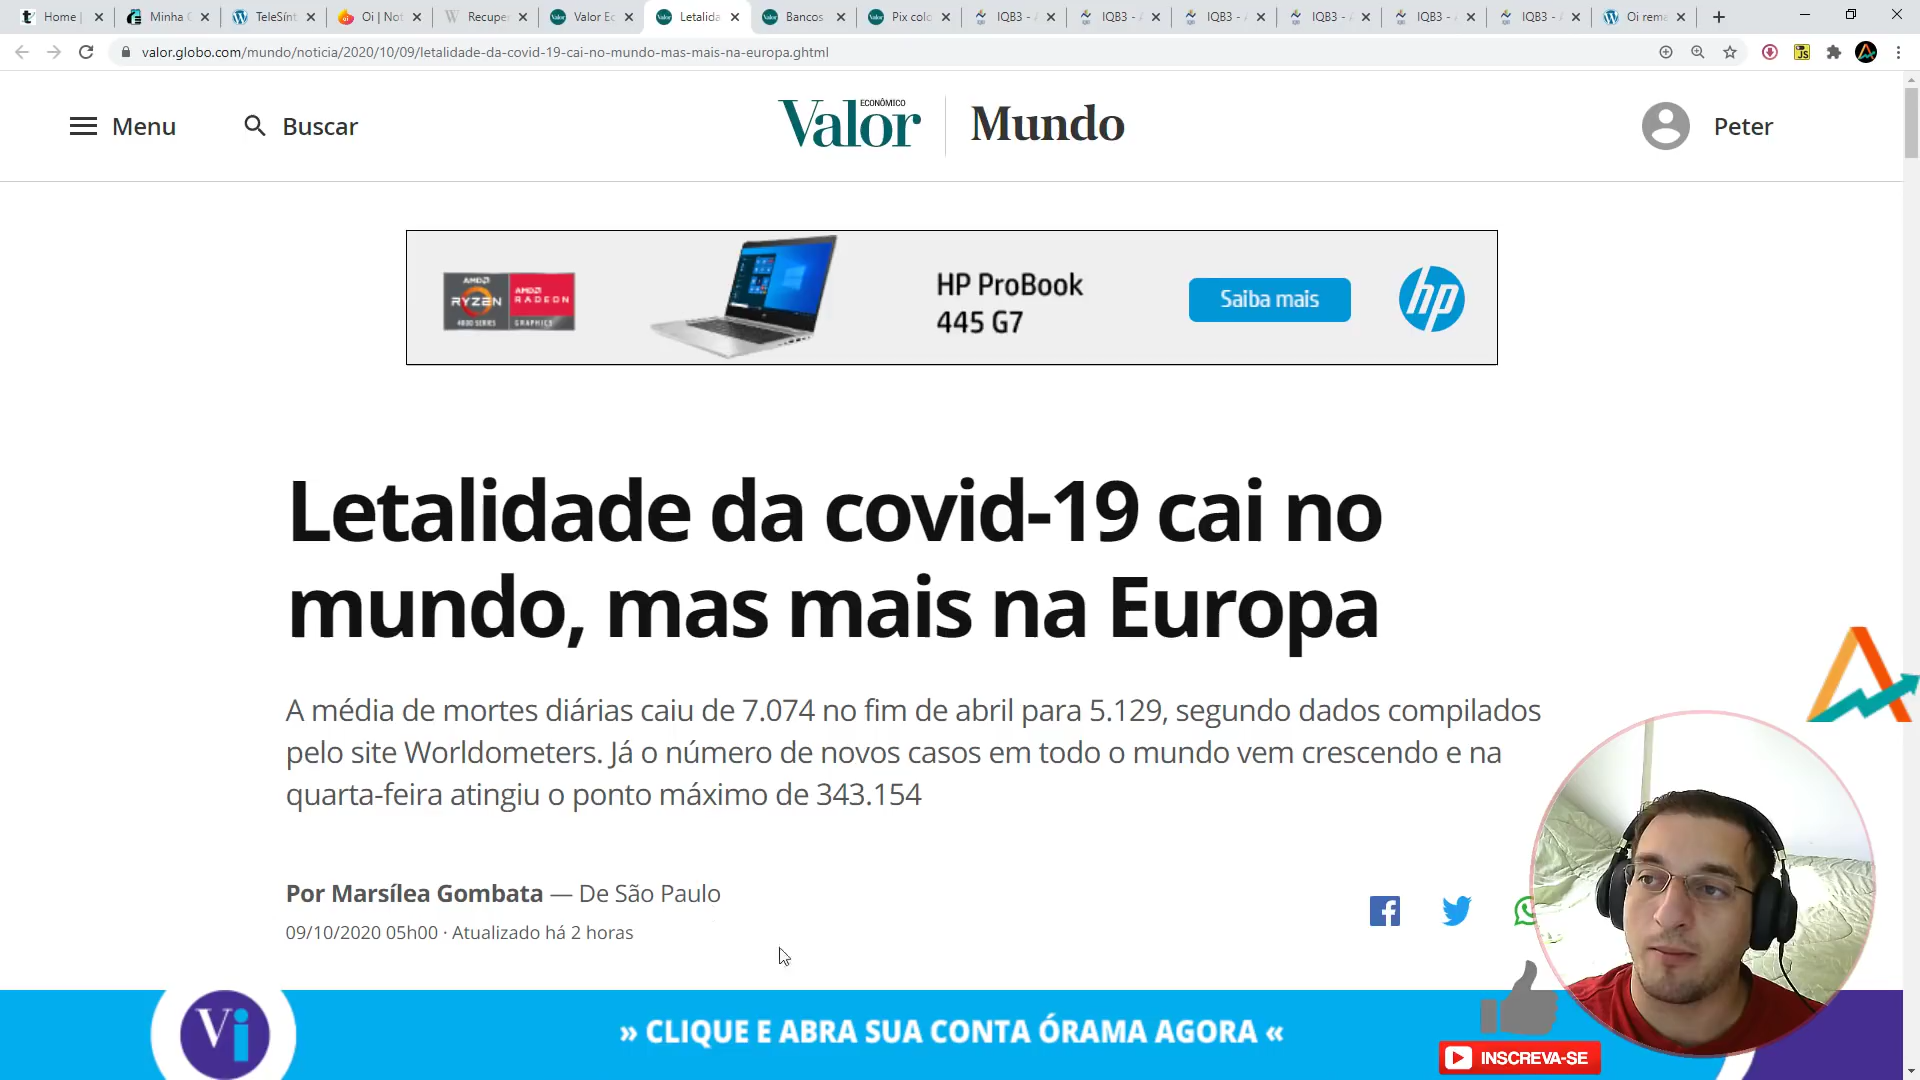 Home |
Minha C
TeleSínt
Oi | Not
Recuper
Valor Ec
Letalida
Bancos
Pix colo
IQB3 -
IQB3 -
IQB3 -
IQB3 -
IQB3 -
IQB3 -
Oi rem
valor.globo.com/mundo/noticia/2020/10/09/letalidade-da-covid-19-cai-no-mundo-mas-mais-na-europa.ghtml
JS
Menu
Buscar
Valor ECONÔMICO
Mundo
Peter
AMD RYZEN 4000 SERIES
AMD RADEON GRAPHICS
HP ProBook
445 G7
Saiba mais
hp
Letalidade da covid-19 cai no
mundo, mas mais na Europa
A média de mortes diárias caiu de 7.074 no fim de abril para 5.129, segundo dados compilados
pelo site Worldometers. Já o número de novos casos em todo o mundo vem crescendo e na
quarta-feira atingiu o ponto máximo de 343.154
Por Marsílea Gombata — De São Paulo
09/10/2020 05h00 · Atualizado há 2 horas
Vi
» CLIQUE E ABRA SUA CONTA ÓRAMA AGORA «
INSCREVA-SE